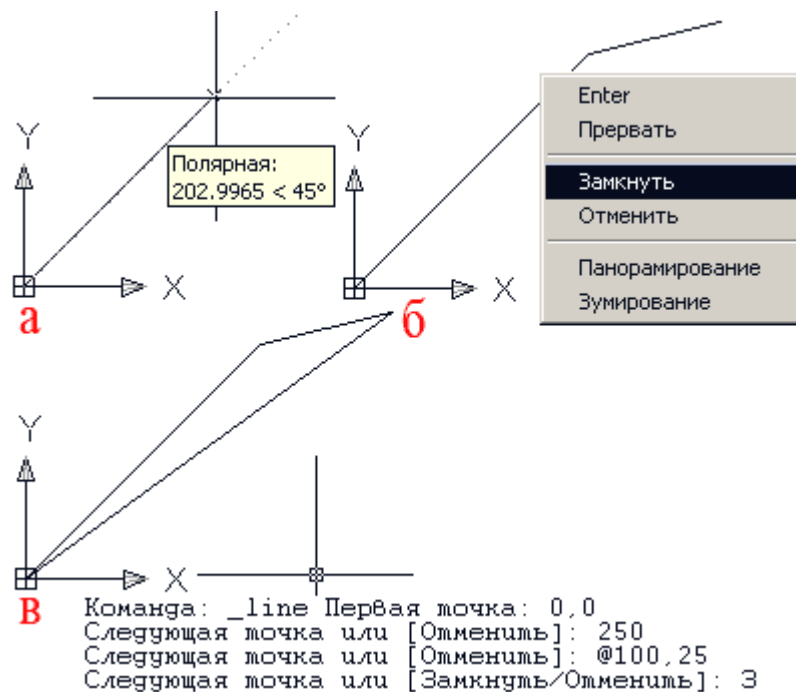 Y
Полярная:
202.9965 < 45°
X
а
Y
X
б
Enter
Прервать
Замкнуть
Отменить
Панорамирование
Зумирование
Y
X
в
Команда: _line Первая точка: 0,0
Следующая точка или [Отменить]: 250
Следующая точка или [Отменить]: @100,25
Следующая точка или [Замкнуть/Отменить]: З